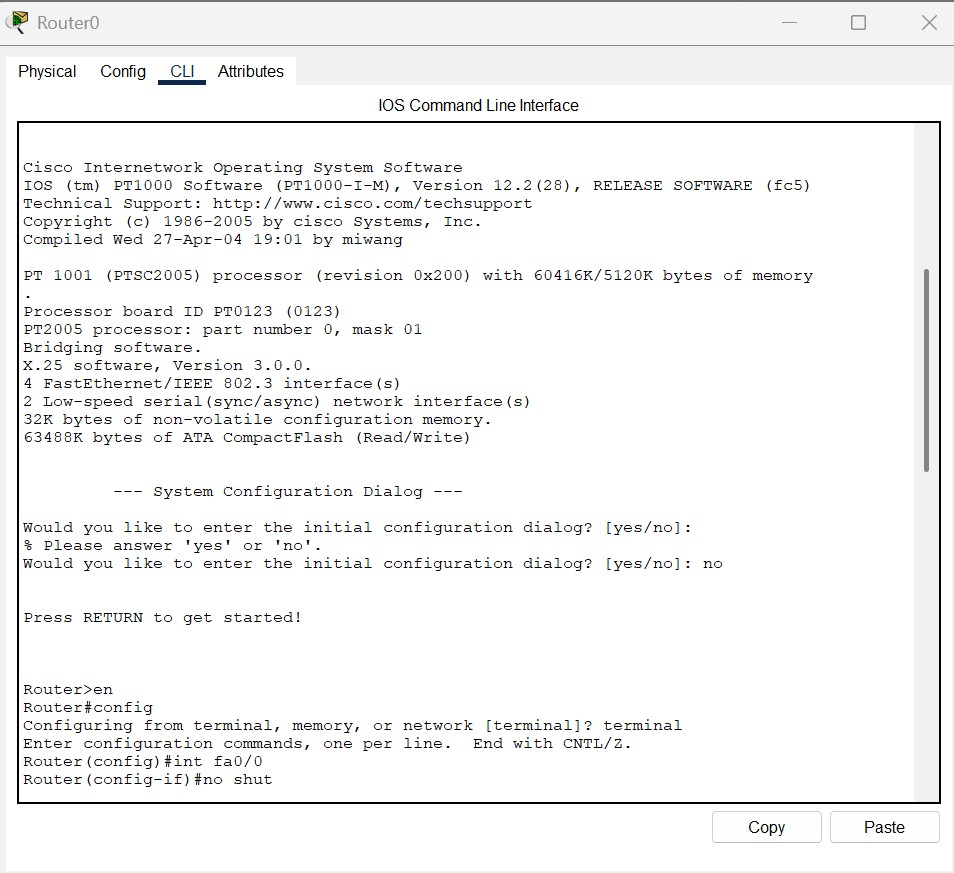 Router0
Physical Config CLI Attributes
IOS Command Line Interface
Cisco Internetwork Operating System Software
IOS (tm) PT1000 Software (PT1000-I-M), Version 12.2(28), RELEASE SOFTWARE (fc5)
Technical Support: http://www.cisco.com/techsupport
Copyright (c) 1986-2005 by cisco Systems, Inc.
Compiled Wed 27-Apr-04 19:01 by miwang
PT 1001 (PTSC2005) processor (revision 0x200) with 60416K/5120K bytes of memory
.
Processor board ID PT0123 (0123)
PT2005 processor: part number 0, mask 01
Bridging software.
X.25 software, Version 3.0.0.
4 FastEthernet/IEEE 802.3 interface(s)
2 Low-speed serial(sync/async) network interface(s)
32K bytes of non-volatile configuration memory.
63488K bytes of ATA CompactFlash (Read/Write)
--- System Configuration Dialog ---
Would you like to enter the initial configuration dialog? [yes/no]:
% Please answer 'yes' or 'no'.
Would you like to enter the initial configuration dialog? [yes/no]: no
Press RETURN to get started!
Router>en
Router#config
Configuring from terminal, memory, or network [terminal]? terminal
Enter configuration commands, one per line.  End with CNTL/Z.
Router(config)#int fa0/0
Router(config-if)#no shut
Copy Paste